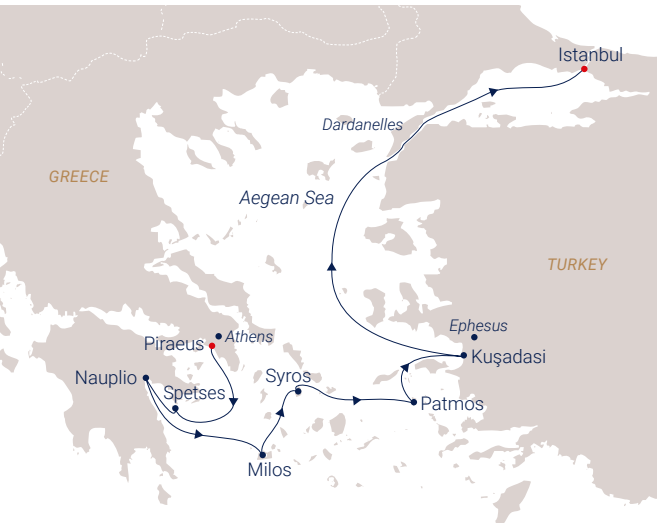 Istanbul
Dardanelles
GREECE
Aegean Sea
TURKEY
Ephesus
Athens
Piraeus
Kuşadasi
Nauplio
Syros
Spetses
Patmos
Milos